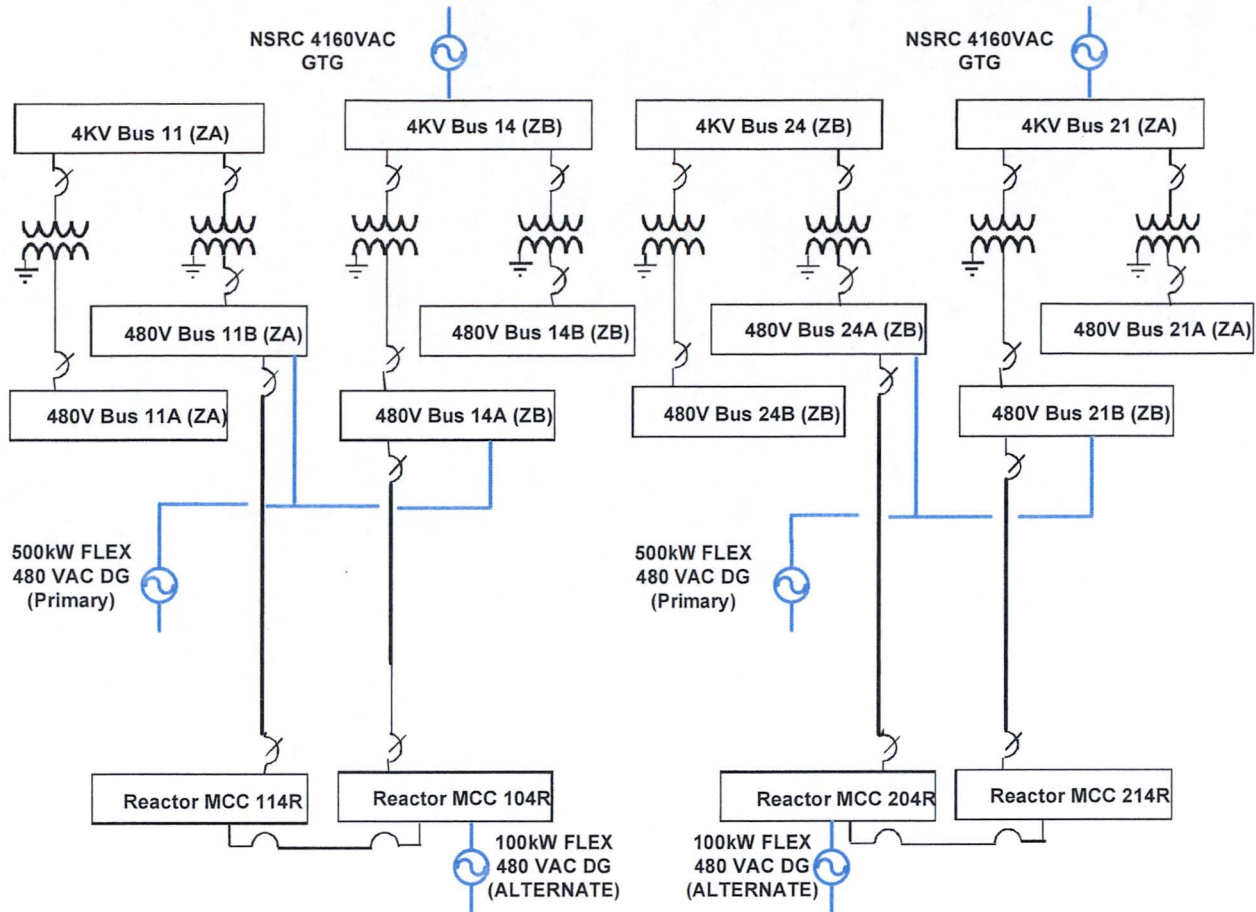 NSRC 4160VAC
GTG
NSRC 4160VAC
GTG
4KV Bus 11 (ZA)
4KV Bus 14 (ZB)
4KV Bus 24 (ZB)
4KV Bus 21 (ZA)
480V Bus 11B (ZA)
480V Bus 14B (ZB)
480V Bus 24A (ZB)
480V Bus 21A (ZA)
480V Bus 11A (ZA)
480V Bus 14A (ZB)
480V Bus 24B (ZB)
480V Bus 21B (ZB)
500kW FLEX
480 VAC DG
(Primary)
500kW FLEX
480 VAC DG
(Primary)
Reactor MCC 114R
Reactor MCC 104R
Reactor MCC 204R
Reactor MCC 214R
100kW FLEX
480 VAC DG
(ALTERNATE)
100kW FLEX
480 VAC DG
(ALTERNATE)